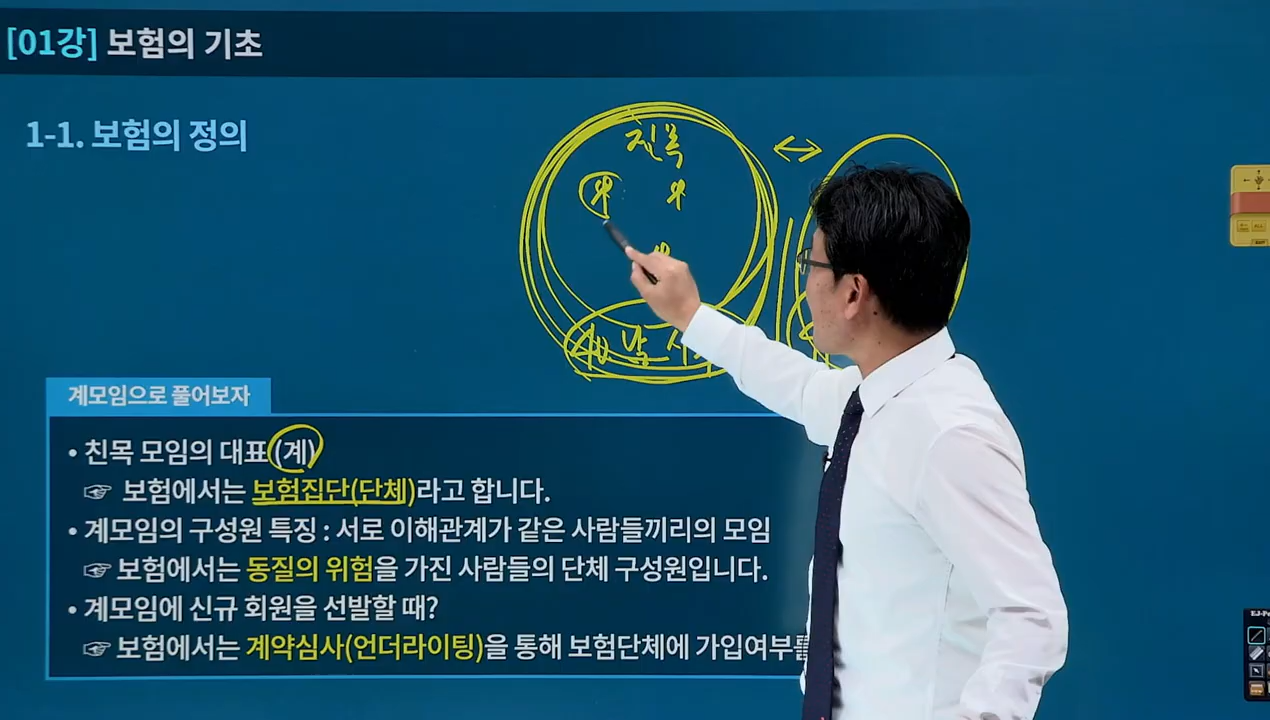 [01강] 보험의 기초
1-1. 보험의 정의
친목
계모임으로 풀어보자
• 친목 모임의 대표(계)
☞ 보험에서는 보험집단(단체)라고 합니다.
• 계모임의 구성원 특징 : 서로 이해관계가 같은 사람들끼리의 모임
☞ 보험에서는 동질의 위험을 가진 사람들의 단체 구성원입니다.
• 계모임에 신규 회원을 선발할 때?
☞ 보험에서는 계약심사(언더라이팅)을 통해 보험단체에 가입여부를